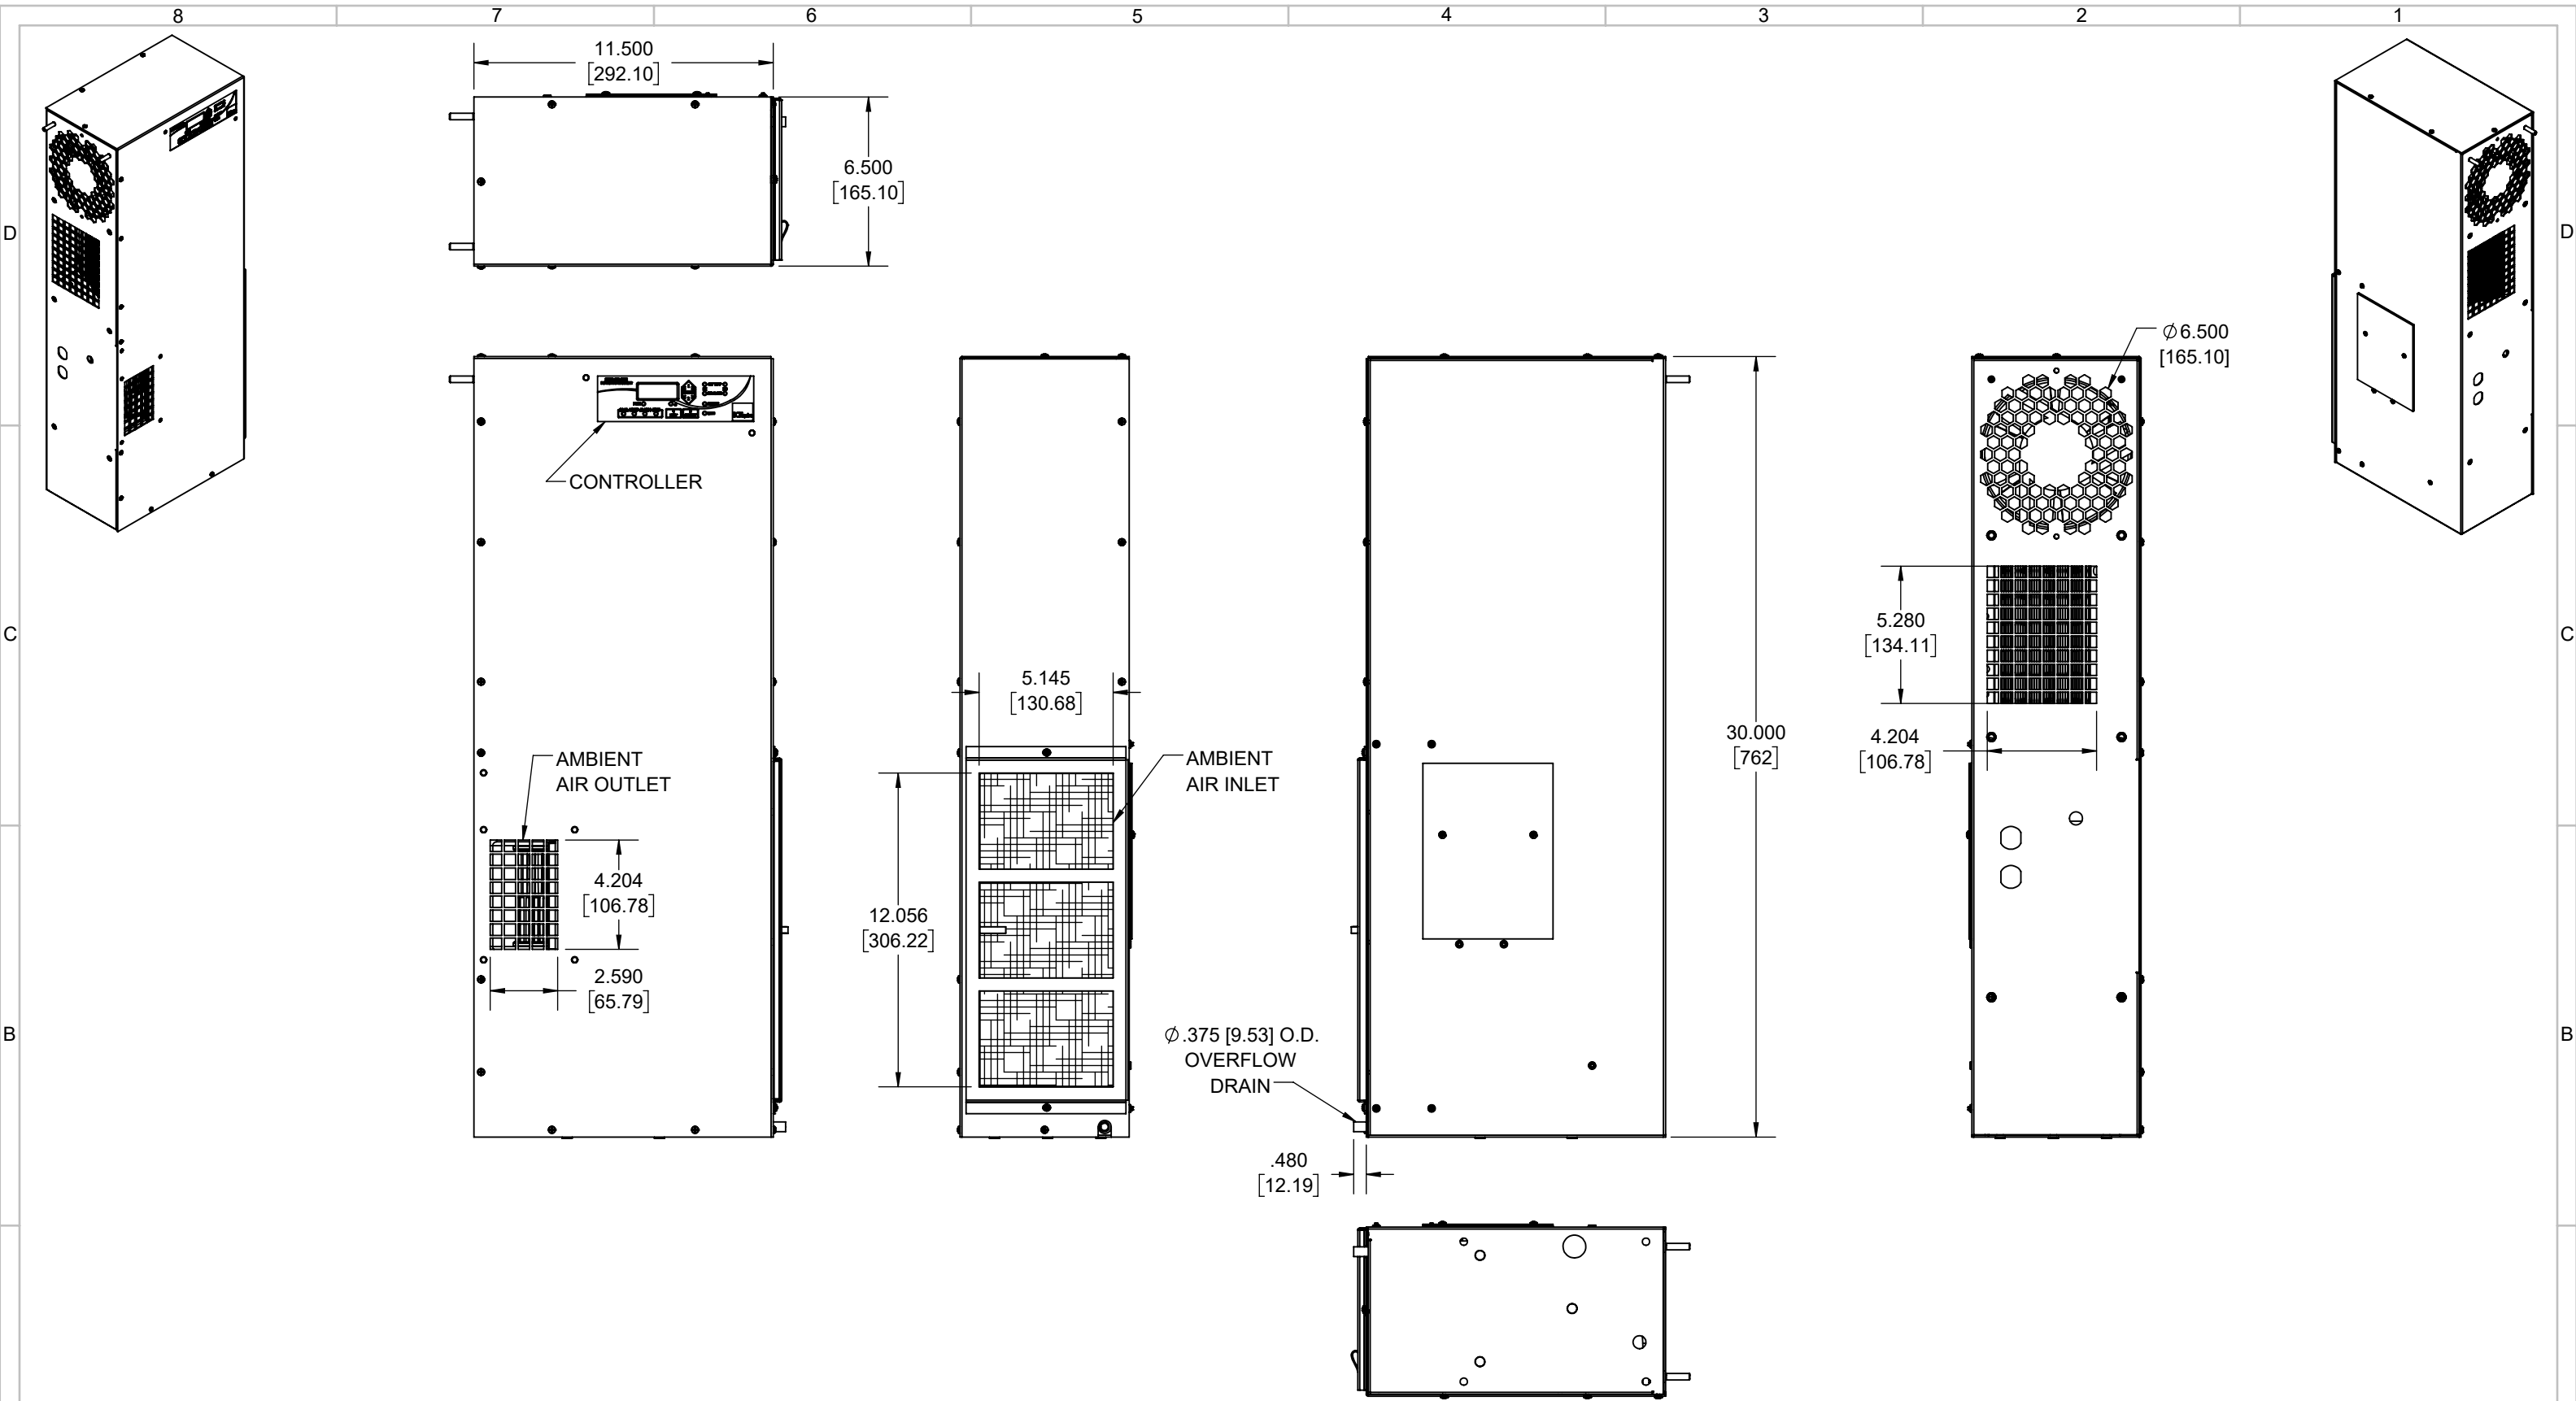 8 7 6 5 4 3 2 1
11.500
[292.10]
6.500
[165.10]
D
D
Ø6.500
[165.10]
CONTROLLER
C
C
5.280
[134.11]
4.204
[106.78]
5.145
[130.68]
30.000
[762]
AMBIENT
AIR OUTLET
AMBIENT
AIR INLET
4.204
[106.78]
12.056
[306.22]
2.590
[65.79]
B
B
Ø.375 [9.53] O.D.
OVERFLOW
DRAIN
.480
[12.19]